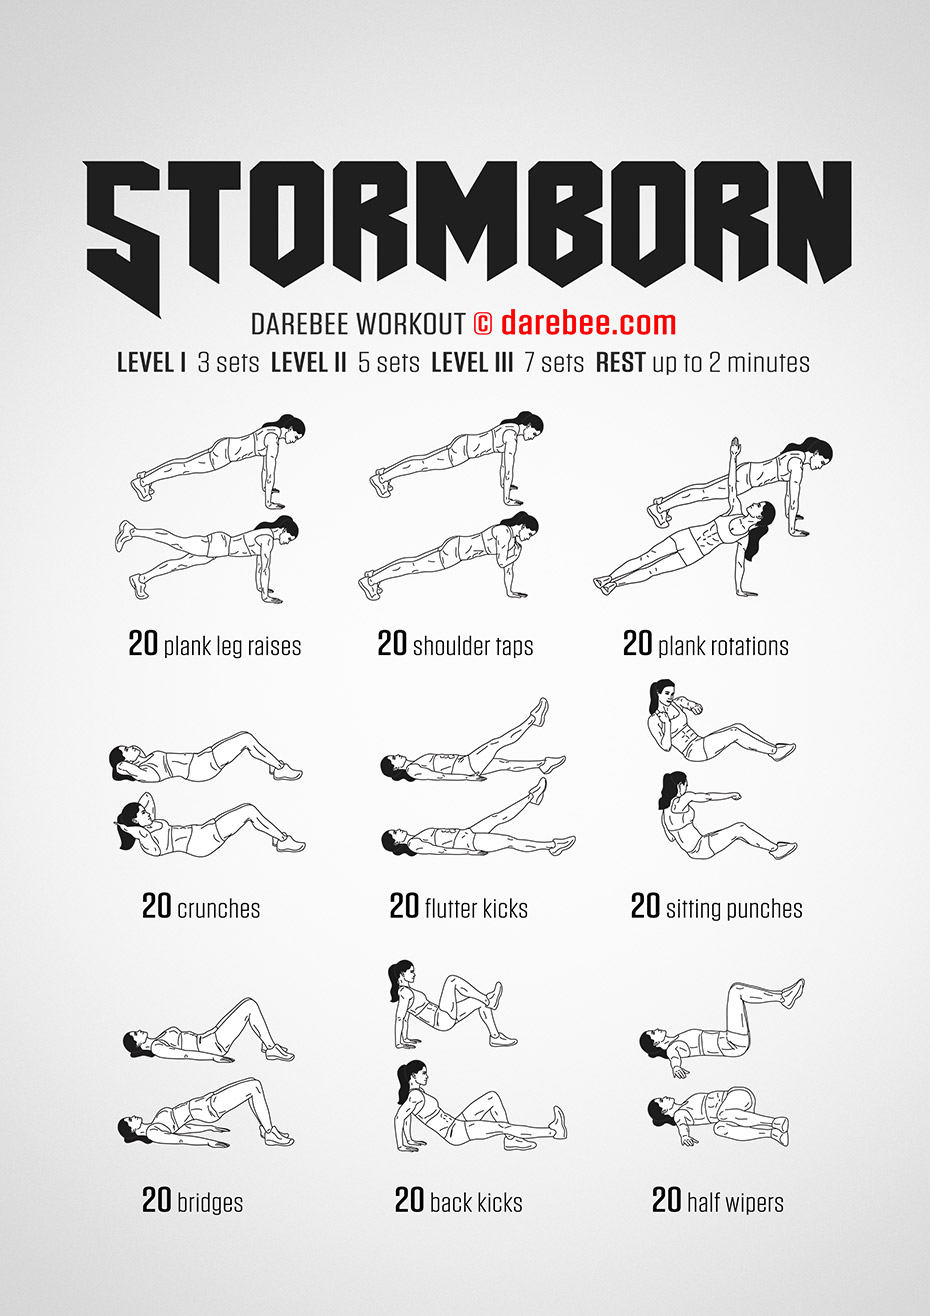 STORMBORN
DAREBEE WORKOUT © darebee.com
LEVEL I 3 sets LEVEL II 5 sets LEVEL III 7 sets REST up to 2 minutes
20 plank leg raises
20 shoulder taps
20 plank rotations
20 crunches
20 flutter kicks
20 sitting punches
20 bridges
20 back kicks
20 half wipers